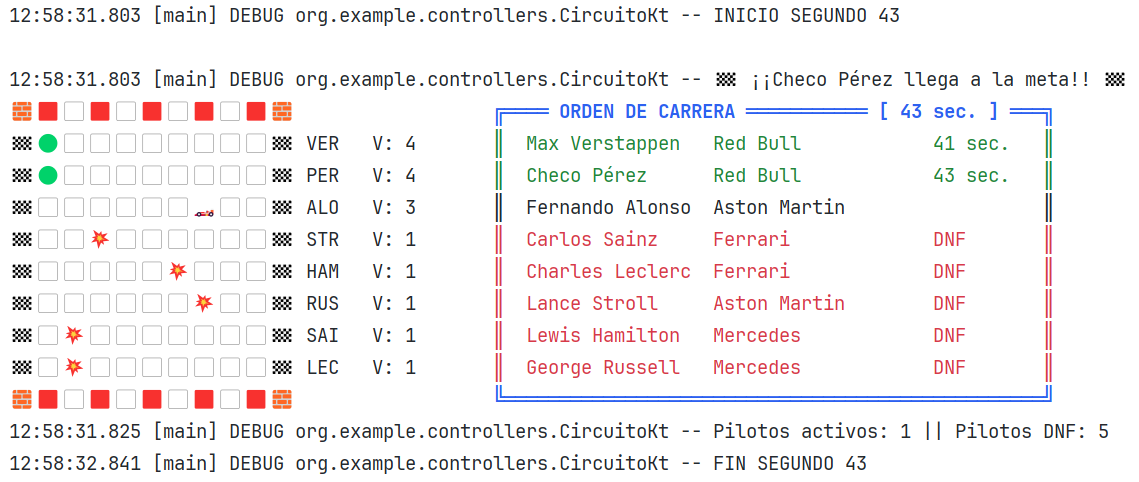 12:58:31.803 [main] DEBUG org.example.controllers.CircuitoKt -- INICIO SEGUNDO 43
12:58:31.803 [main] DEBUG org.example.controllers.CircuitoKt -- 🏁 ¡¡Checo Pérez llega a la meta!! 🏁
ORDEN DE CARRERA [ 43 sec. ]
VER V: 4 Max Verstappen Red Bull 41 sec.
PER V: 4 Checo Pérez Red Bull 43 sec.
ALO V: 3 Fernando Alonso Aston Martin
STR V: 1 Carlos Sainz Ferrari DNF
HAM V: 1 Charles Leclerc Ferrari DNF
RUS V: 1 Lance Stroll Aston Martin DNF
SAI V: 1 Lewis Hamilton Mercedes DNF
LEC V: 1 George Russell Mercedes DNF
12:58:31.825 [main] DEBUG org.example.controllers.CircuitoKt -- Pilotos activos: 1 || Pilotos DNF: 5
12:58:32.841 [main] DEBUG org.example.controllers.CircuitoKt -- FIN SEGUNDO 43